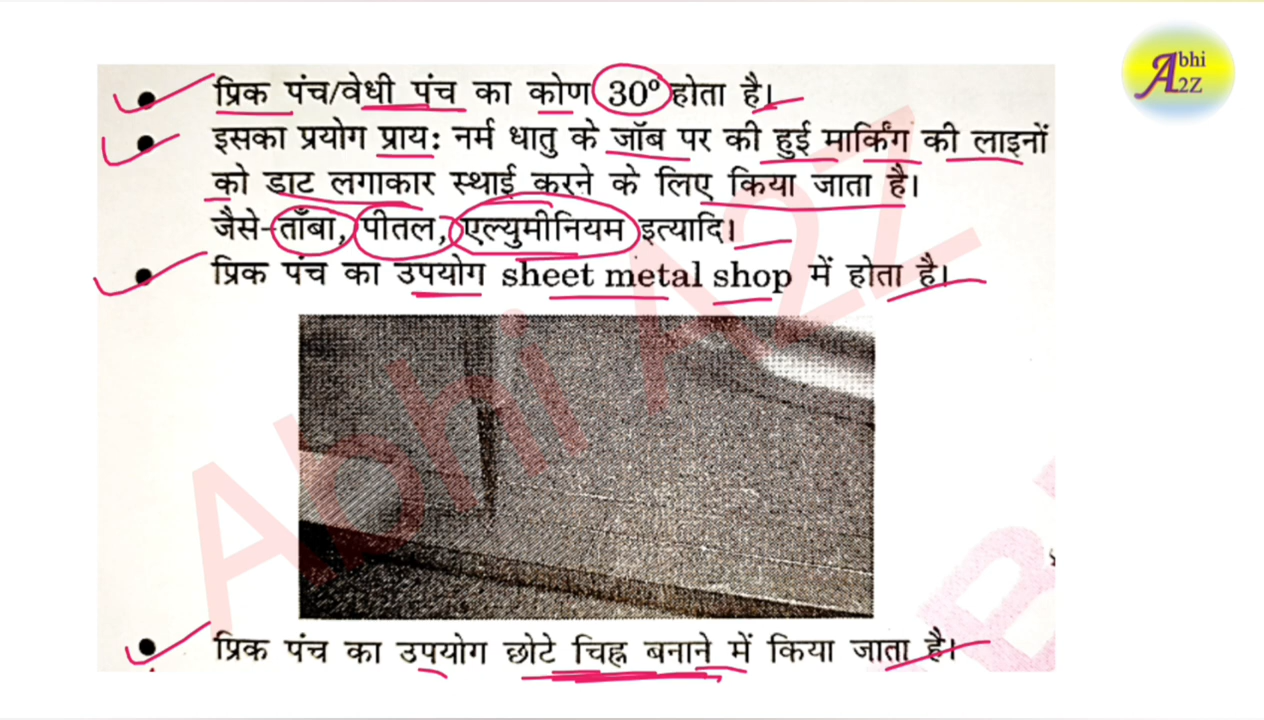 Abhi
A2Z
प्रिक पंच/वेधी पंच का कोण 30° होता है।
इसका प्रयोग प्राय: नर्म धातु के जॉब पर की हुई मार्किंग की लाइनों
को डाट लगाकार स्थाई करने के लिए किया जाता है।
जैसे-ताँबा, पीतल, एल्युमीनियम इत्यादि।
प्रिक पंच का उपयोग sheet metal shop में होता है।
Abhi A2Z
प्रिक पंच का उपयोग छोटे चिह्न बनाने में किया जाता है।